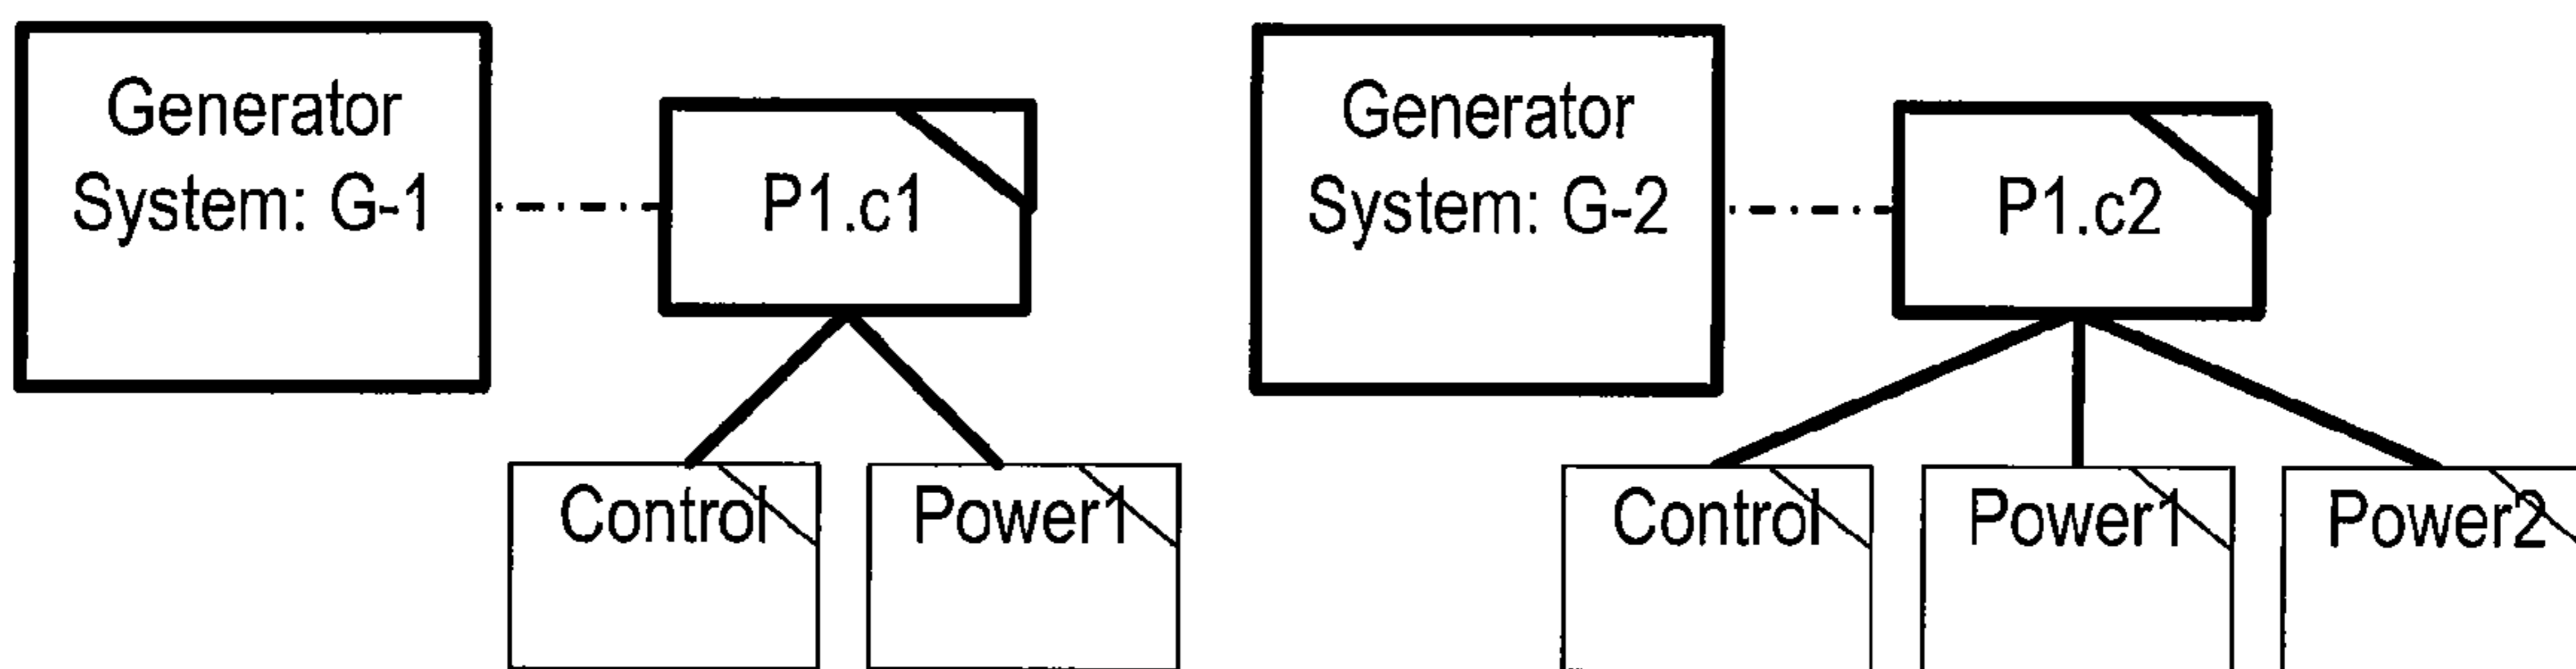 Generator
System: G-1
P1.c1
Control
Power1
Generator
System: G-2
P1.c2
Control
Power1
Power2